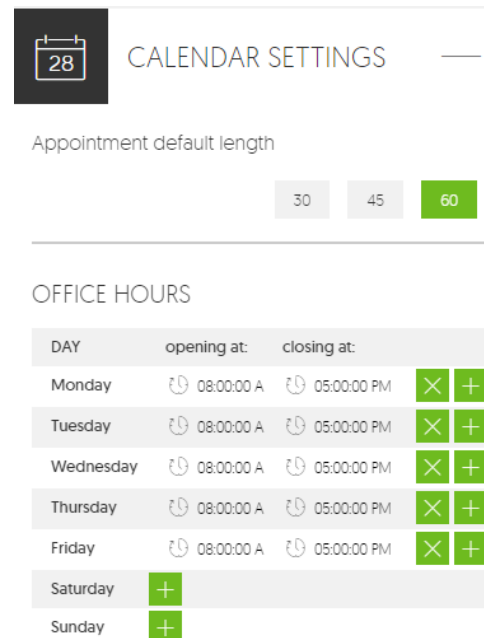 28 CALENDAR SETTINGS
Appointment default length
30 45 60
OFFICE HOURS
DAY opening at: closing at:
Monday 08:00:00 A 05:00:00 PM
Tuesday 08:00:00 A 05:00:00 PM
Wednesday 08:00:00 A 05:00:00 PM
Thursday 08:00:00 A 05:00:00 PM
Friday 08:00:00 A 05:00:00 PM
Saturday
Sunday